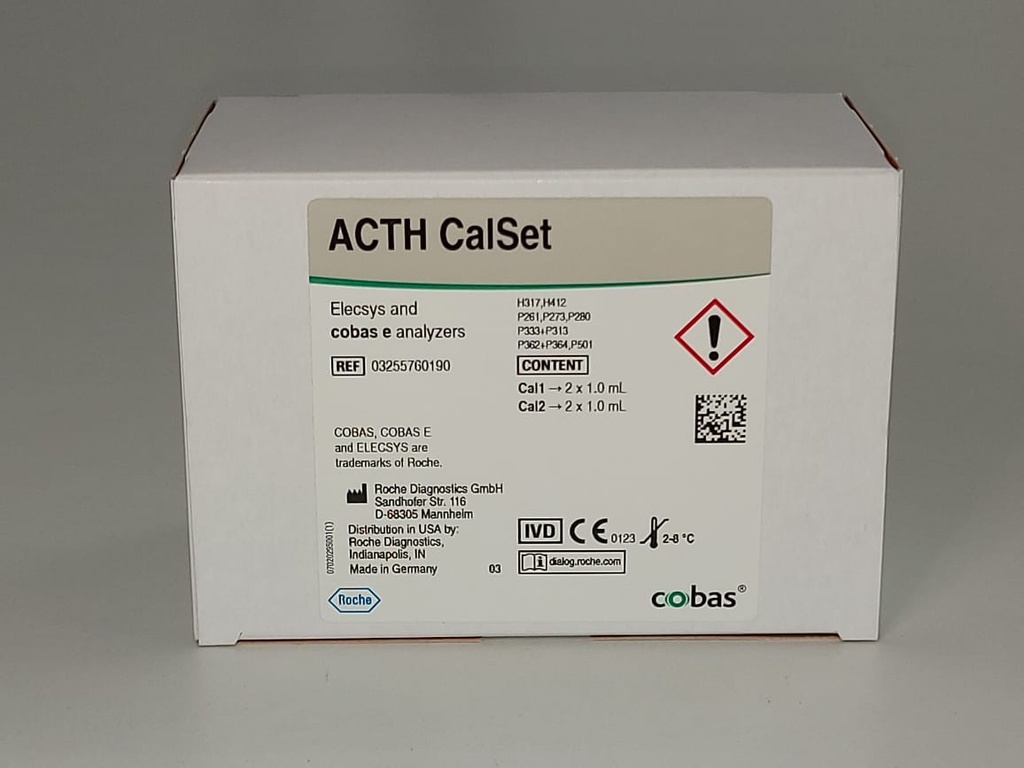 ACTH CalSet
Elecsys and
cobas e analyzers
REF 03255760190
H317,H412
P261,P273,P280
P333+P313
P362+P364,P501
CONTENT
Cal1 → 2 x 1.0 mL
Cal2 → 2 x 1.0 mL
COBAS, COBAS E
and ELECSYS are
trademarks of Roche.
Roche Diagnostics GmbH
Sandhofer Str. 116
D-68305 Mannheim
Distribution in USA by:
Roche Diagnostics,
Indianapolis, IN
Made in Germany 03
07020295001(1)
IVD CE 0123 2-8 °C
i dialog.roche.com
Roche
cobas®